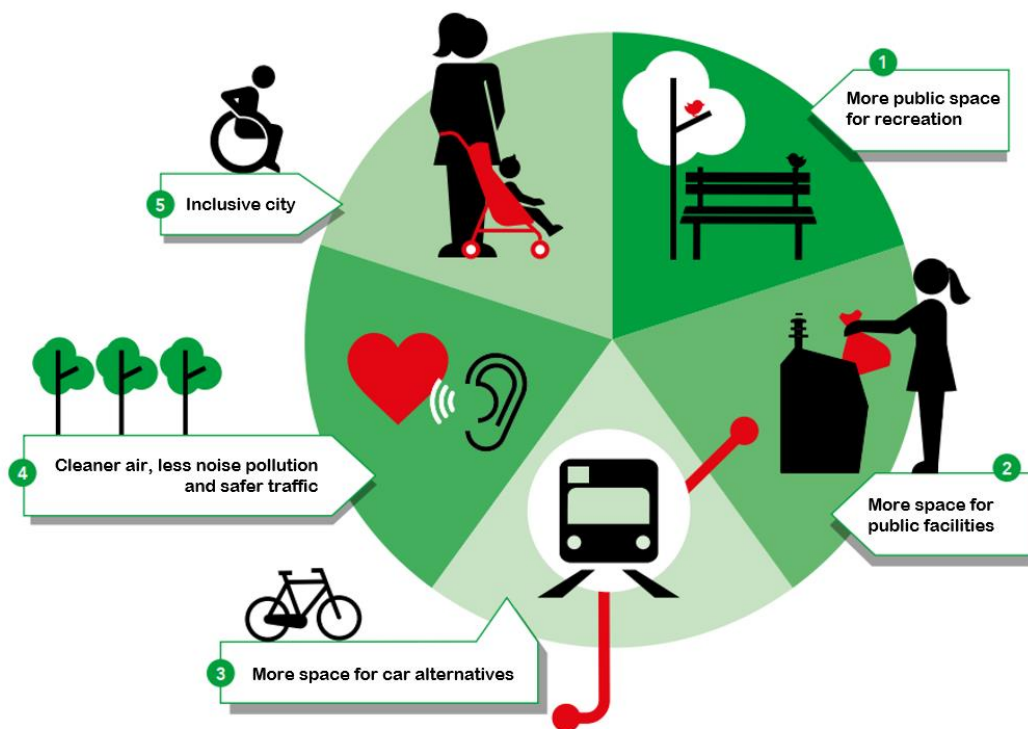 1
More public space
for recreation
2
More space for
public facilities
3
More space for car alternatives
4
Cleaner air, less noise pollution
and safer traffic
5
Inclusive city